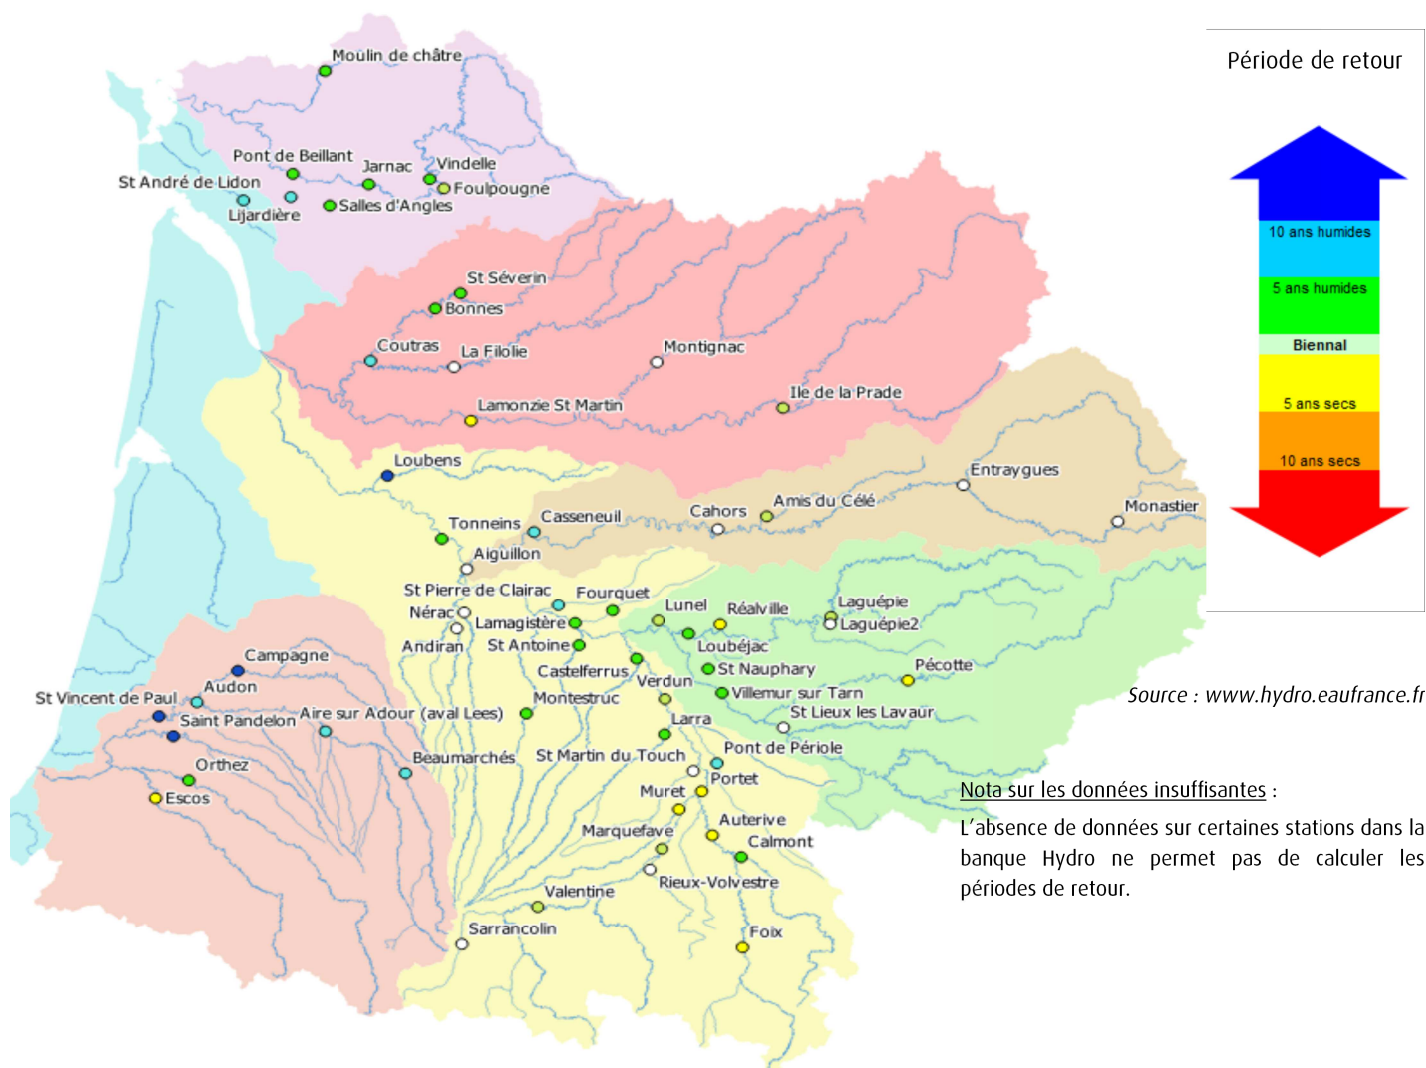 Moulin de châtre
Pont de Beillant
Jarnac
Vindelle
St André de Lidon
Foulpougne
Lijardière
Salles d'Angles
St Séverin
Bonnes
Coutras
La Filolie
Montignac
Lamonzie St Martin
Ile de la Prade
Loubens
Entraygues
Tonneins
Casseneuil
Cahors
Amis du Célé
Monastier
Aiguillon
St Pierre de Clairac
Fourquet
Nérac
Lamagistère
Lunel
Réalville
Laguépie
Laguépie2
Andiran
St Antoine
Loubéjac
Campagne
Castelferrus
St Nauphary
Pécotte
St Vincent de Paul
Audon
Verdun
Villemur sur Tarn
Saint Pandelon
Aire sur Adour (aval Lees)
Montestruc
Larra
St Lieux les Lavaur
Orthez
Beaumarchés
St Martin du Touch
Pont de Périole
Escos
Portet
Muret
Marquefave
Auterive
Calmont
Rieux-Volvestre
Valentine
Sarrancolin
Foix
Période de retour
10 ans humides
5 ans humides
Biennal
5 ans secs
10 ans secs
Source : www.hydro.eaufrance.fr
Nota sur les données insuffisantes :
L'absence de données sur certaines stations dans la
banque Hydro ne permet pas de calculer les
périodes de retour.